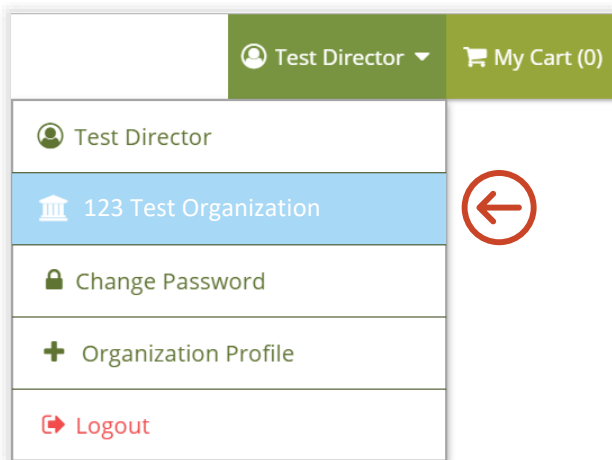 Test Director My Cart (0)
Test Director
123 Test Organization
Change Password
Organization Profile
Logout